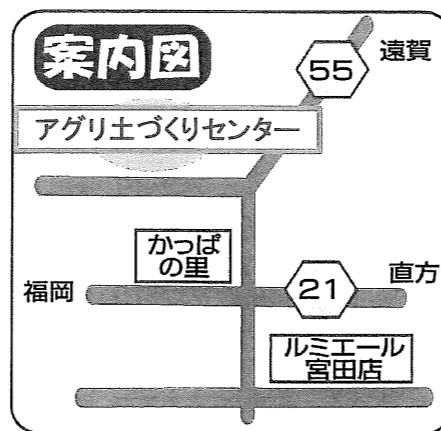 案内図
55
遠賀
アグリ土づくりセンター
かっぱ
の里
福岡
21
直方
ルミエール
宮田店